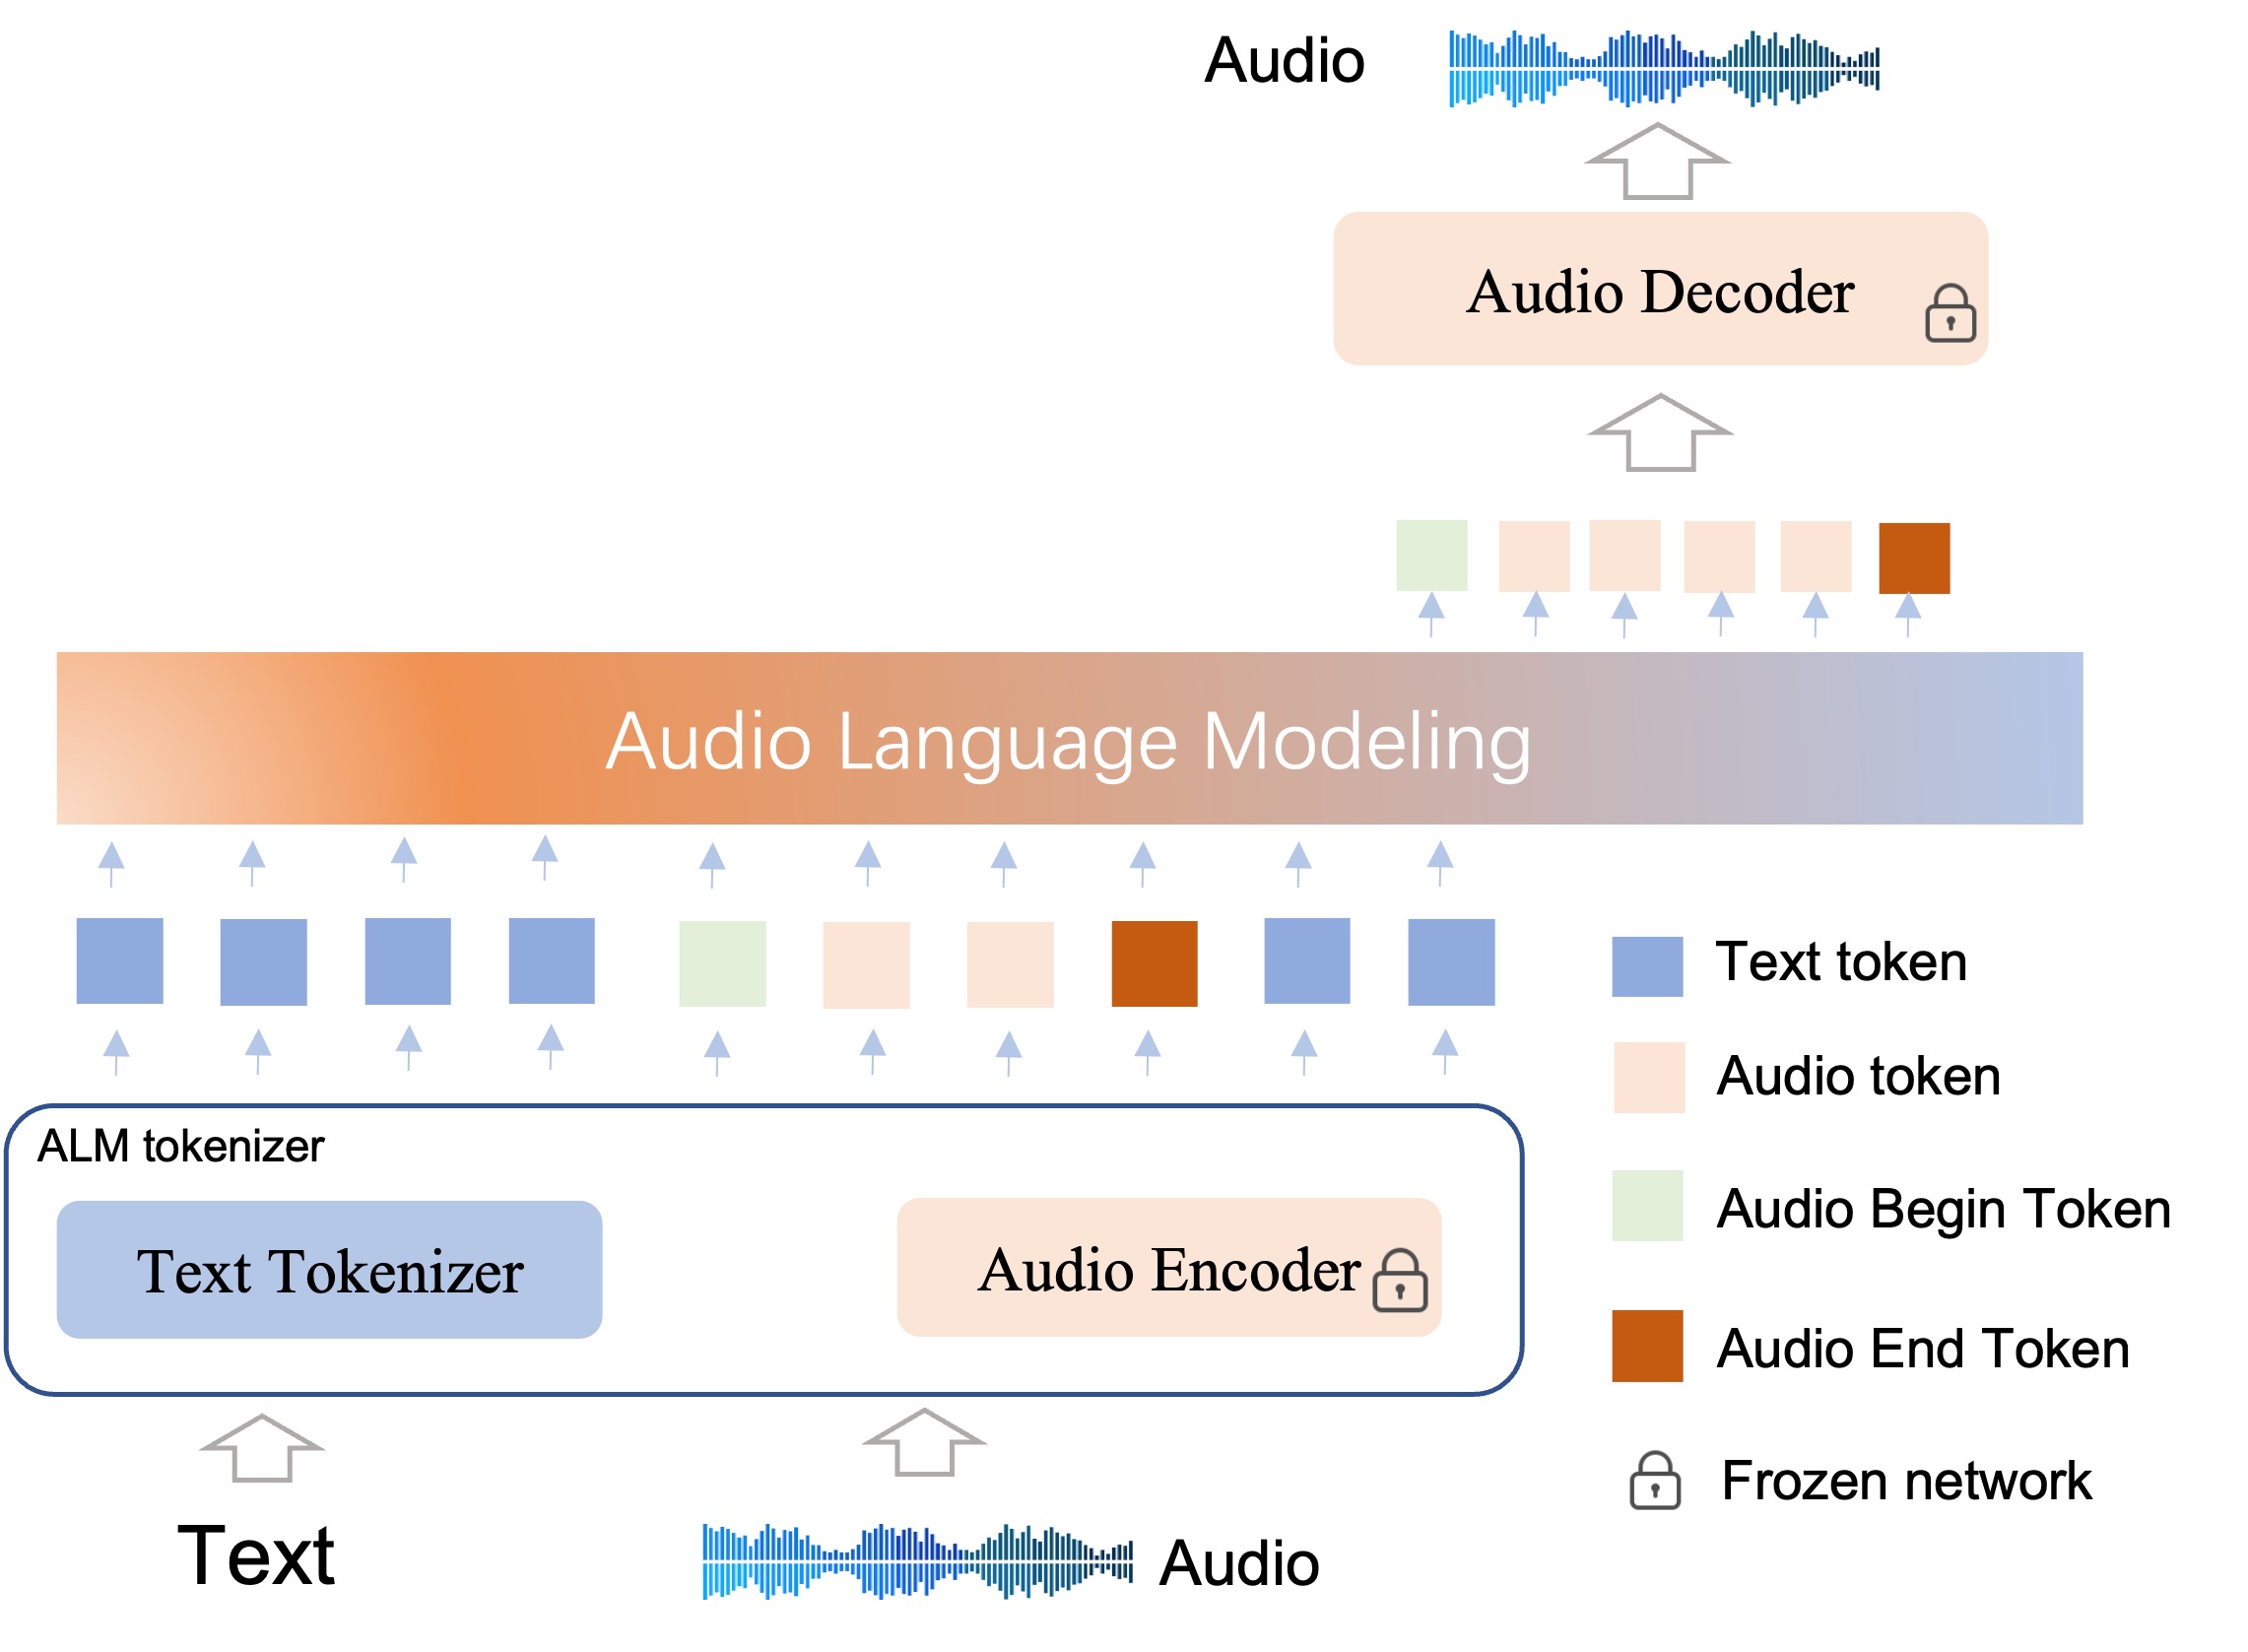 Audio
Audio Decoder
Audio Language Modeling
Text token
Audio token
Audio Begin Token
Audio End Token
Frozen network
ALM tokenizer
Text Tokenizer
Audio Encoder
Text
Audio